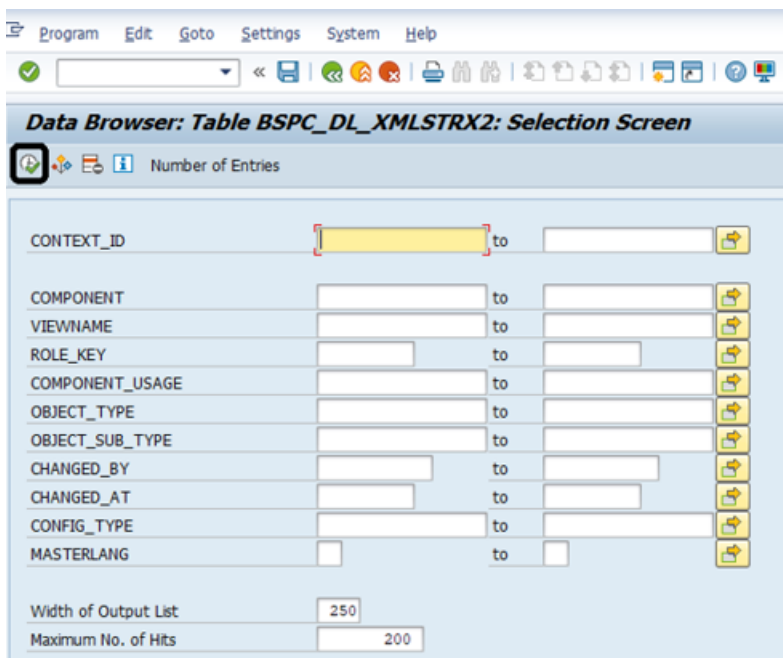 Program Edit Goto Settings System Help
Data Browser: Table BSPC_DL_XMLSTRX2: Selection Screen
Number of Entries
CONTEXT_ID to
COMPONENT to
VIEWNAME to
ROLE_KEY to
COMPONENT_USAGE to
OBJECT_TYPE to
OBJECT_SUB_TYPE to
CHANGED_BY to
CHANGED_AT to
CONFIG_TYPE to
MASTERLANG to
Width of Output List 250
Maximum No. of Hits 200